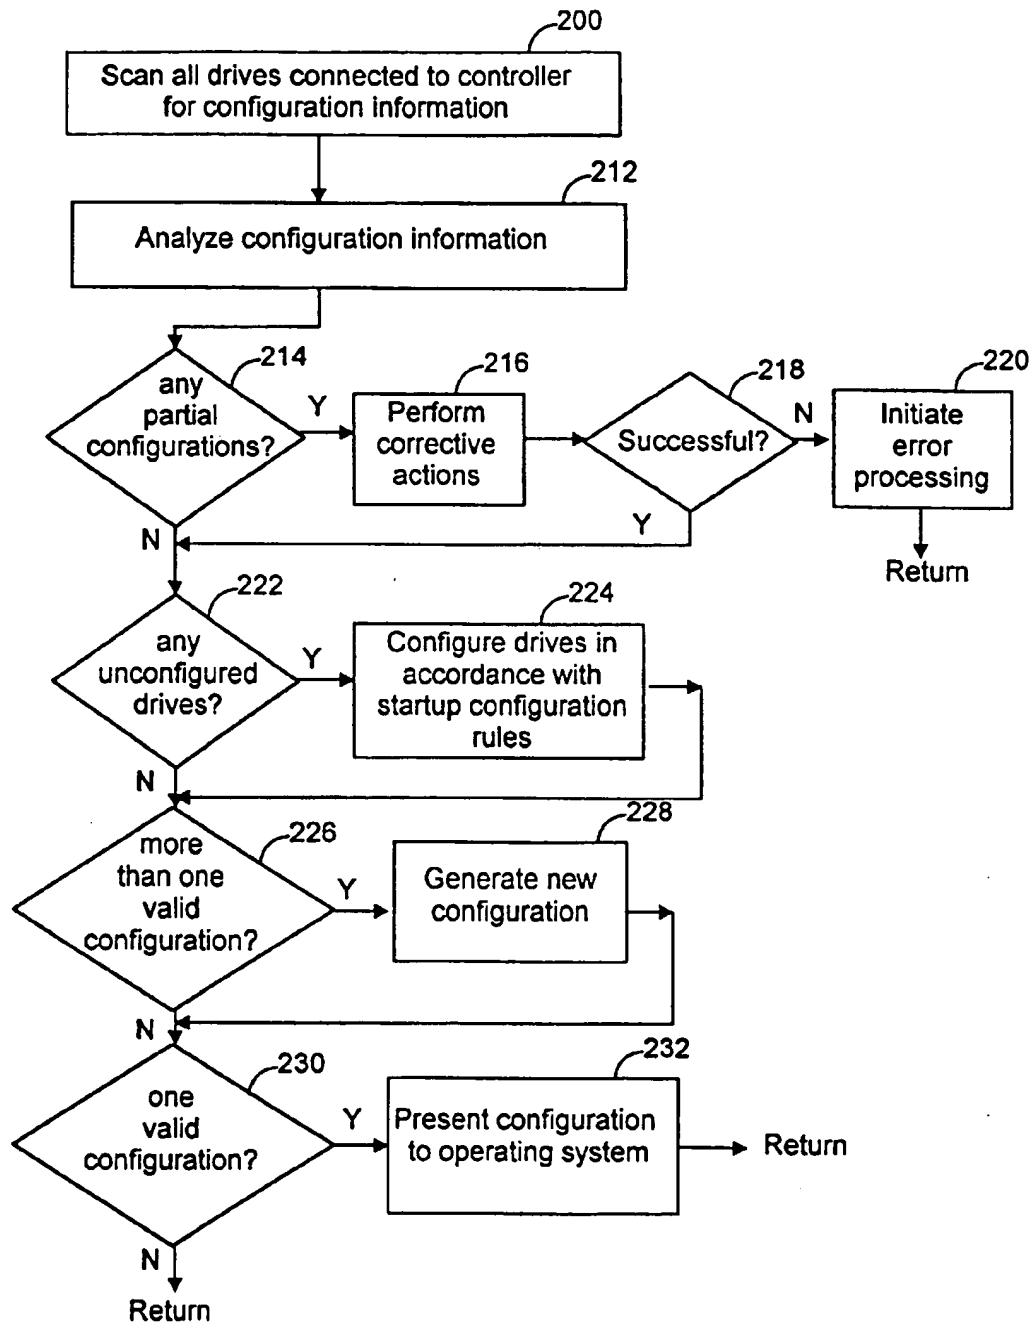 200
Scan all drives connected to controller
for configuration information
212
Analyze configuration information
214
any
partial
configurations?
Y
216
Perform
corrective
actions
218
Successful?
N
220
Initiate
error
processing
Return
Y
N
222
any
unconfigured
drives?
Y
224
Configure drives in
accordance with
startup configuration
rules
N
226
more
than one
valid
configuration?
Y
228
Generate new
configuration
N
230
one
valid
configuration?
Y
232
Present configuration
to operating system
Return
N
Return